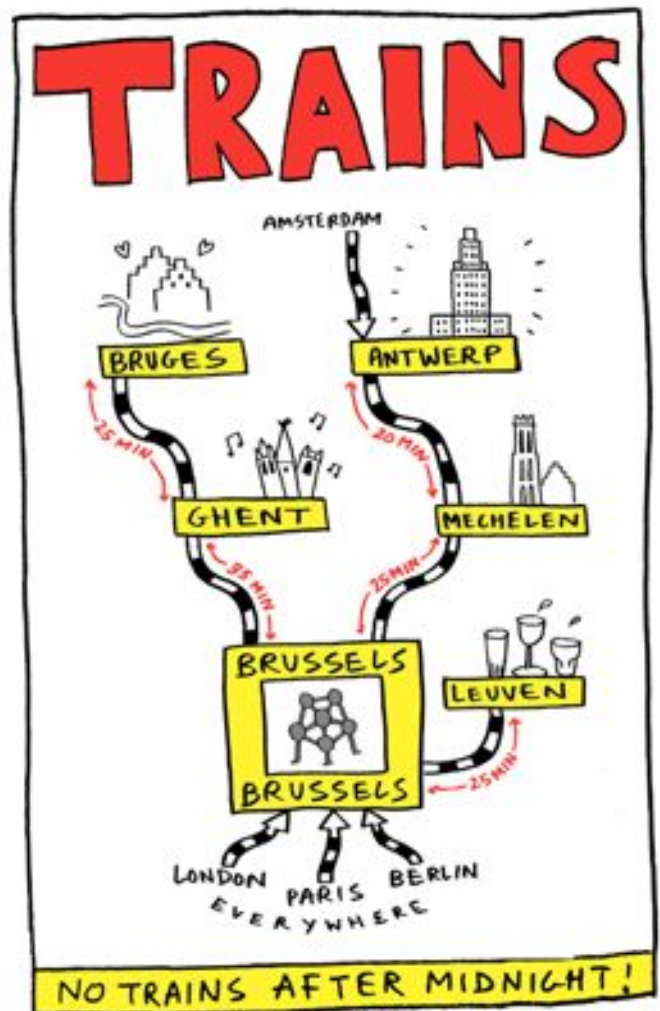 TRAINS
AMSTERDAM
BRUGES
ANTWERP
25 MIN
20 MIN
GHENT
MECHELEN
35 MIN
25 MIN
BRUSSELS
LEUVEN
BRUSSELS
25 MIN
LONDON
PARIS
BERLIN
EVERYWHERE
NO TRAINS AFTER MIDNIGHT!